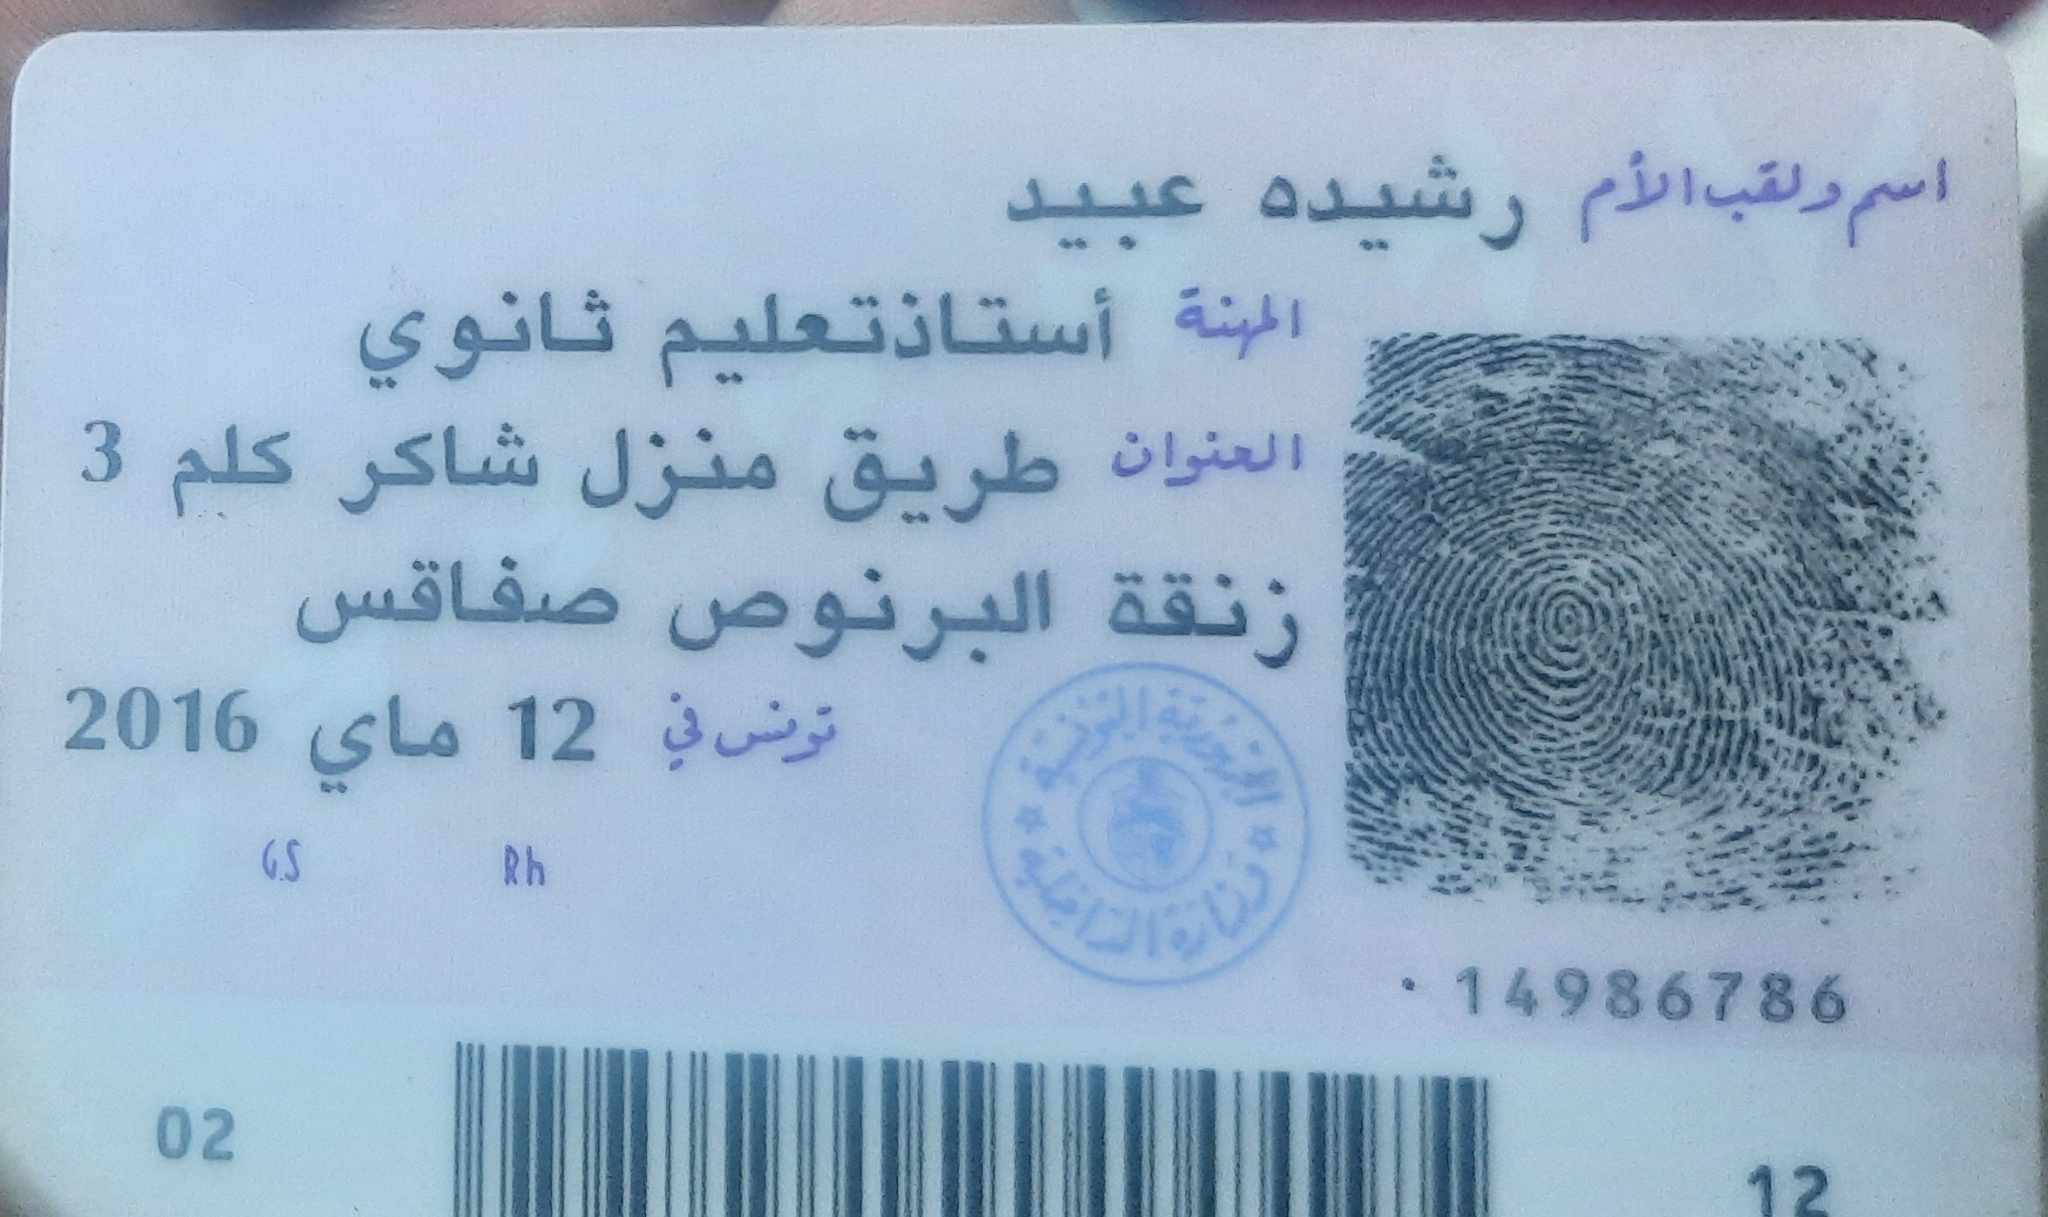 اسم ولقب الأم رشيده عبيد
المهنة أستاذتعليم ثانوي
العنوان طريق منزل شاكر كلم 3
زنقة البرنوص صفاقس
تونس في 12 ماي 2016
GS Rh
الجمهورية التونسية
وزارة الداخلية
14986786
02
12